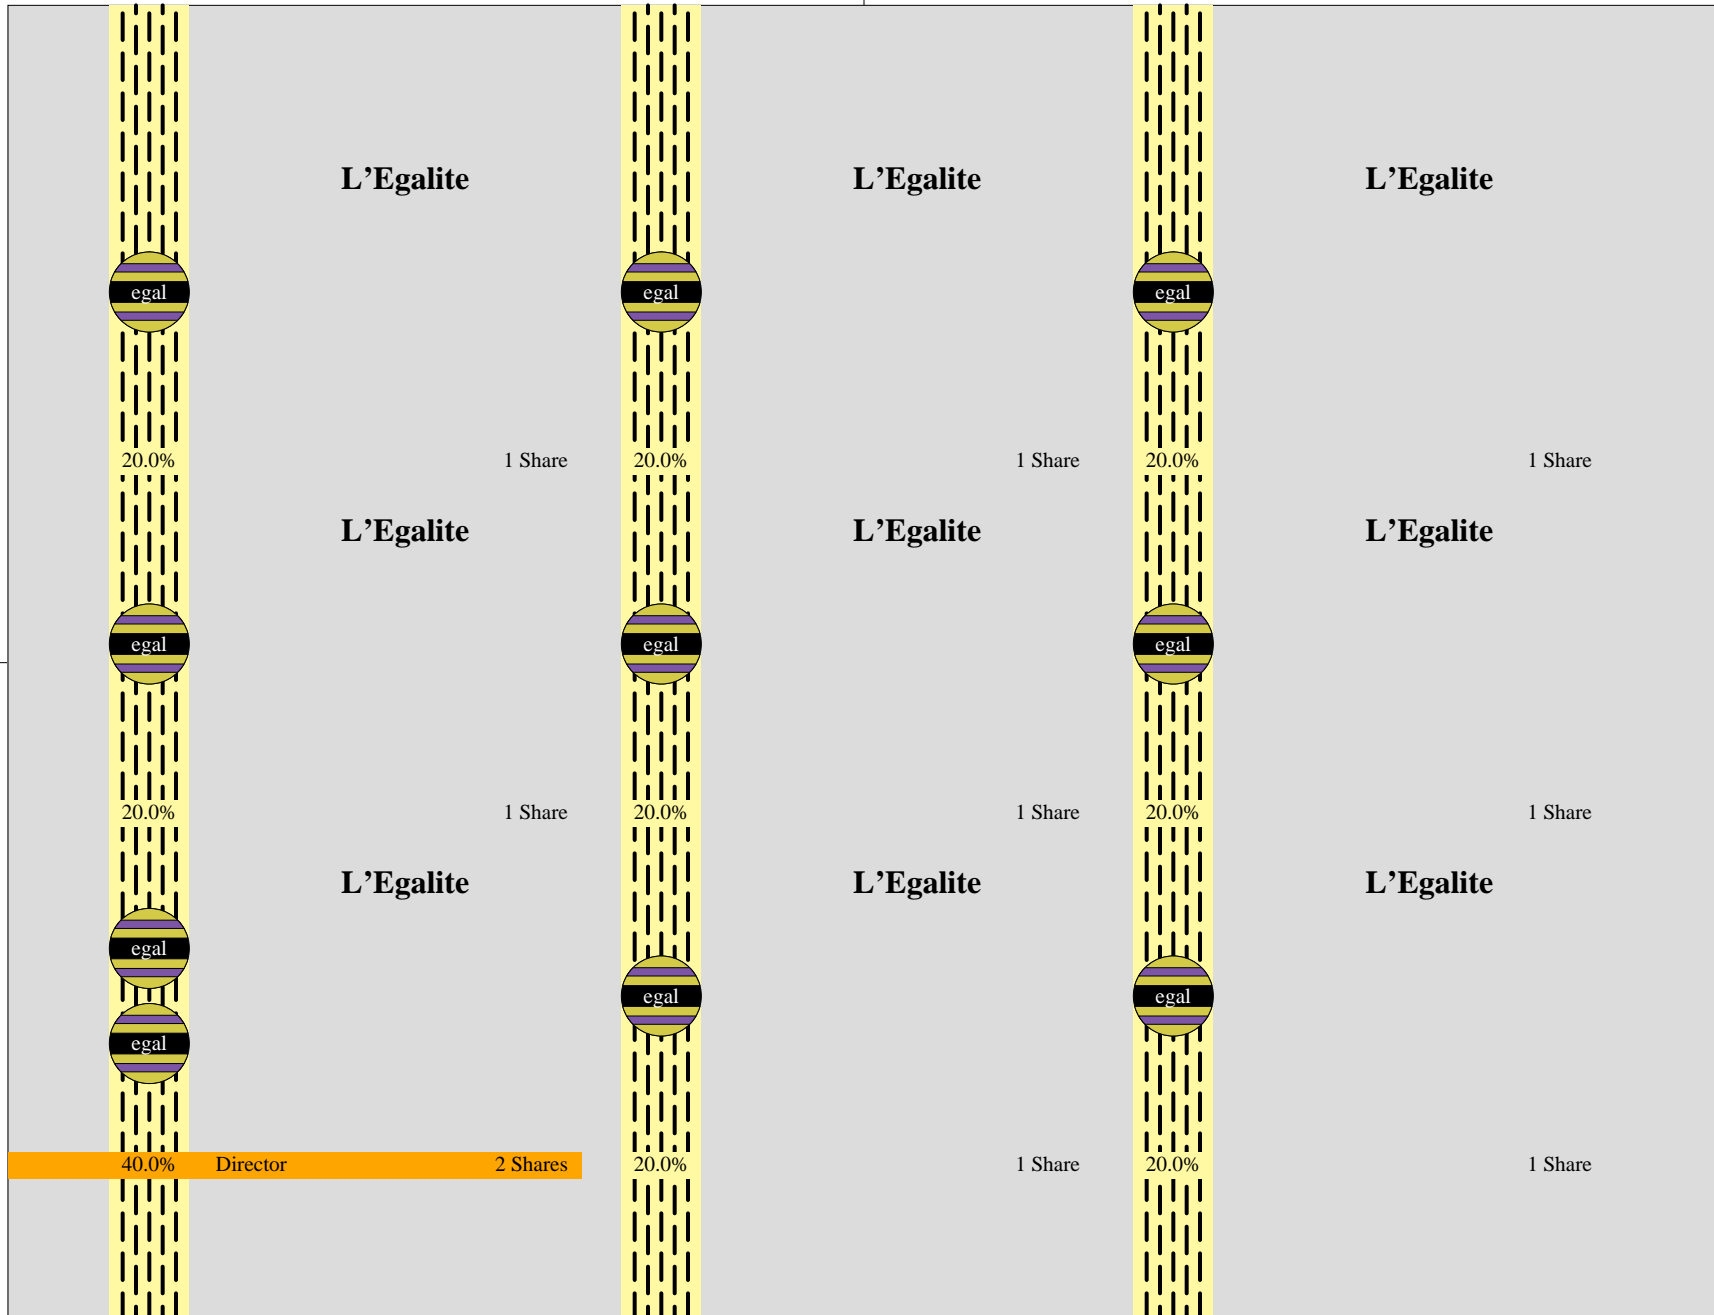 L’Egalite L’Egalite L’Egalite
egal egal egal
20.0% 1 Share 20.0% 1 Share 20.0% 1 Share
L’Egalite L’Egalite L’Egalite
egal egal egal
20.0% 1 Share 20.0% 1 Share 20.0% 1 Share
L’Egalite L’Egalite L’Egalite
egal
egal egal
egal
40.0% Director 2 Shares 20.0% 1 Share 20.0% 1 Share